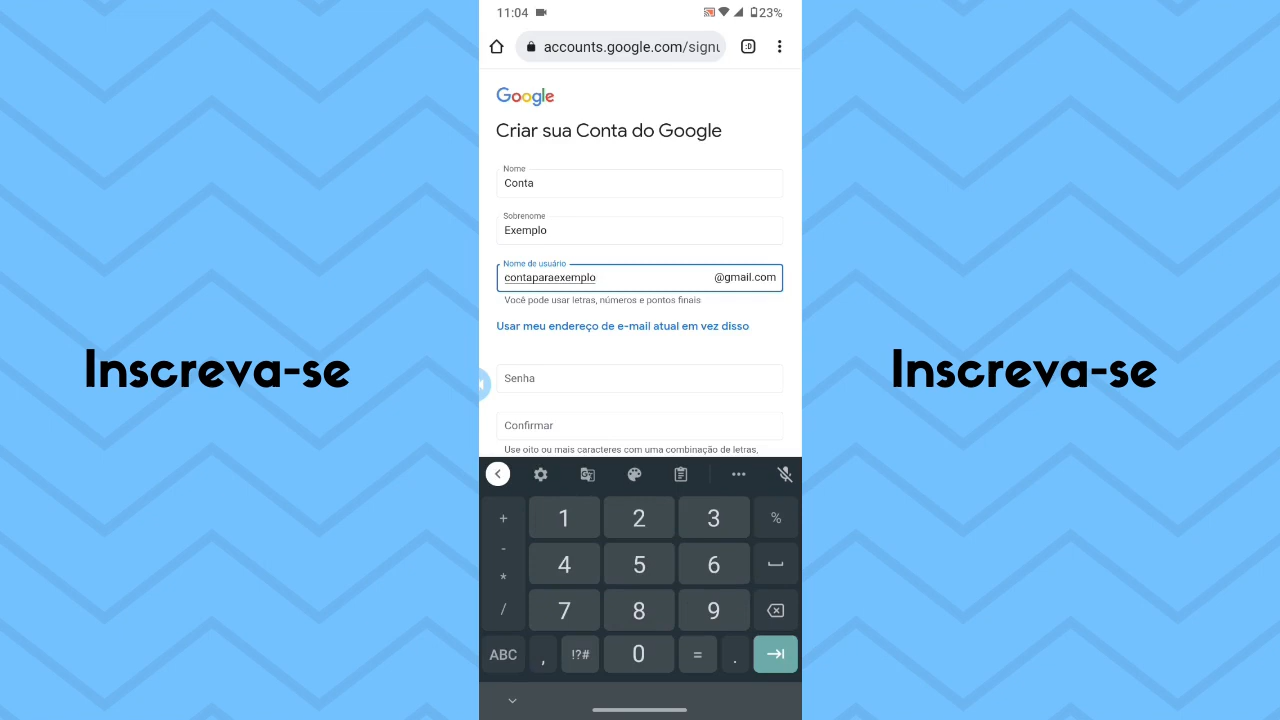 11:04
23%
accounts.google.com/signu
:D
Google
Criar sua Conta do Google
Nome
Conta
Sobrenome
Exemplo
Nome de usuário
contaparaexemplo @gmail.com
Você pode usar letras, números e pontos finais
Usar meu endereço de e-mail atual em vez disso
Inscreva-se
Inscreva-se
Senha
Confirmar
Use oito ou mais caracteres com uma combinação de letras,
+ 1 2 3 %
- 4 5 6
*
/ 7 8 9
ABC , !?# 0 = .